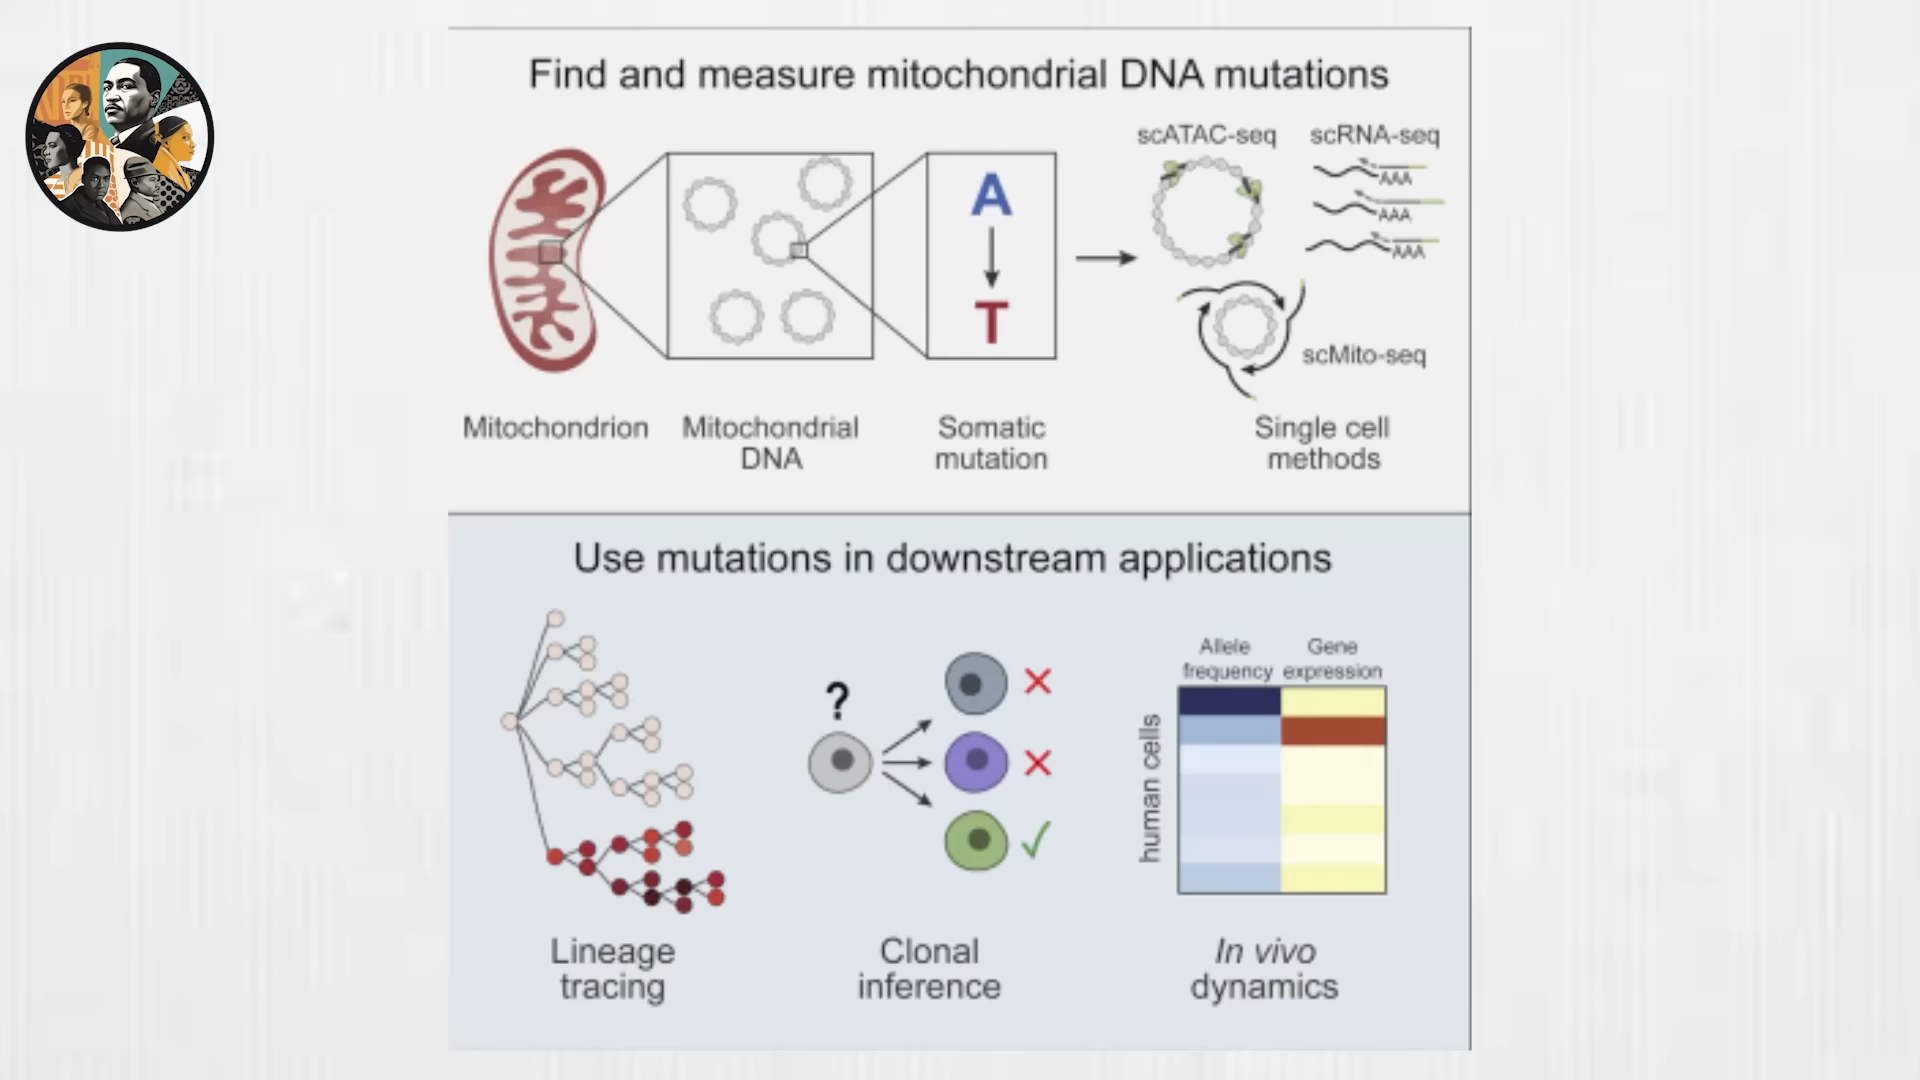 Find and measure mitochondrial DNA mutations
scATAC-seq
scRNA-seq
AAA
AAA
AAA
A
T
scMito-seq
Mitochondrion
Mitochondrial
DNA
Somatic
mutation
Single cell
methods
Use mutations in downstream applications
?
Allele
frequency
Gene
expression
human cells
Lineage
tracing
Clonal
inference
In vivo
dynamics